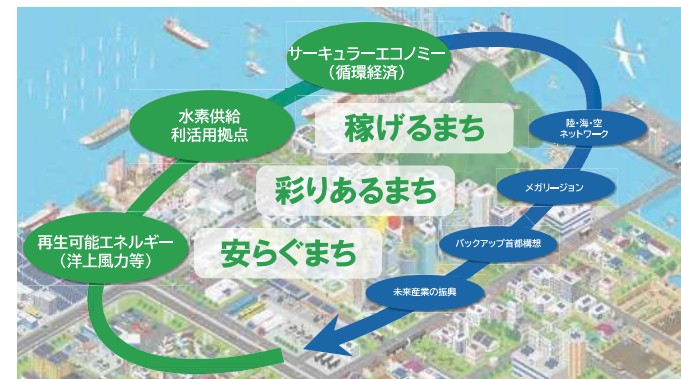 サーキュラーエコノミー
（循環経済）
水素供給
利活用拠点
稼げるまち
陸・海・空
ネットワーク
彩りあるまち
メガリージョン
再生可能エネルギー
（洋上風力等）
安らぐまち
バックアップ首都構想
未来産業の振興